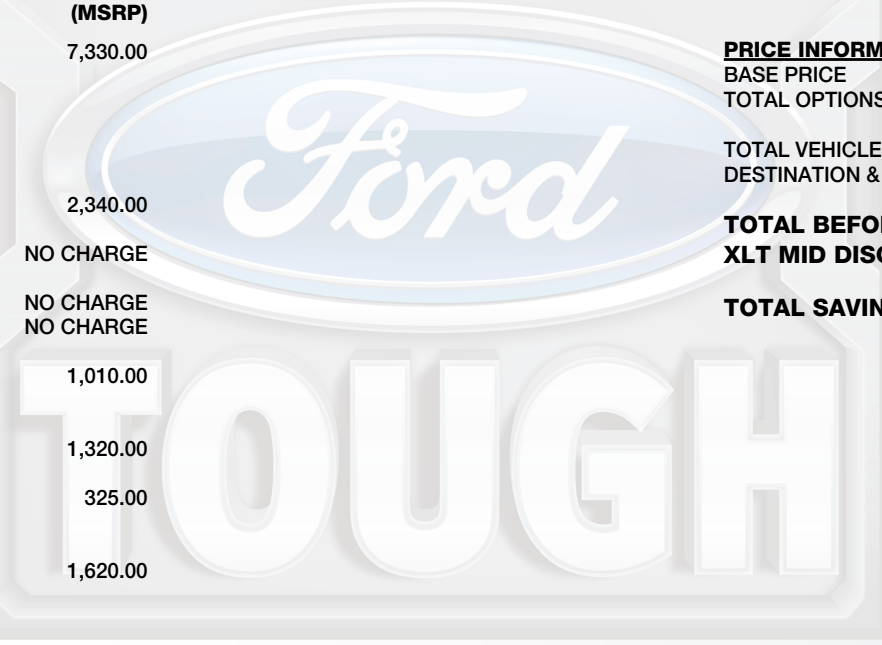 (MSRP)
7,330.00
2,340.00
NO CHARGE
NO CHARGE
NO CHARGE
1,010.00
1,320.00
325.00
1,620.00
PRICE INFORM
BASE PRICE
TOTAL OPTIONS
TOTAL VEHICLE
DESTINATION &
TOTAL BEFO
XLT MID DISC
TOTAL SAVIN
Ford
TOUGH